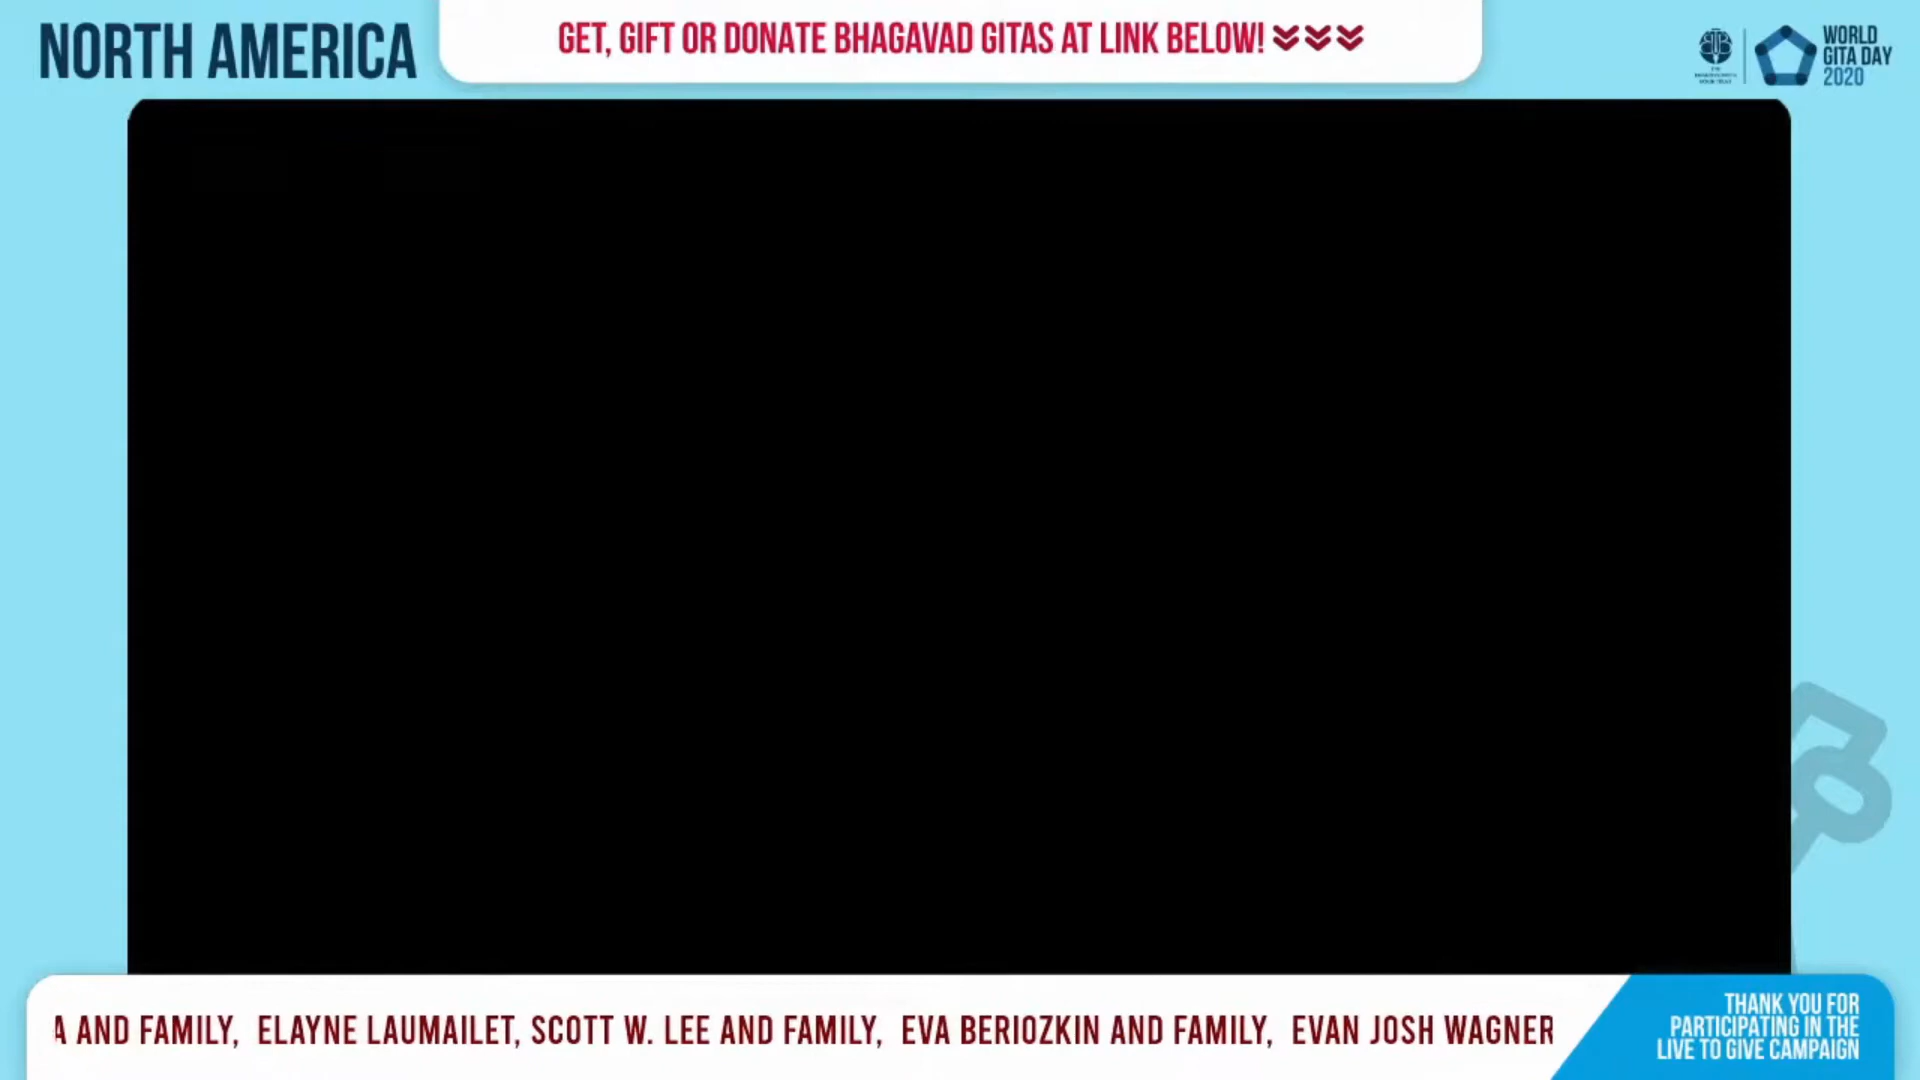 NORTH AMERICA
GET, GIFT OR DONATE BHAGAVAD GITAS AT LINK BELOW!
WORLD
GITA DAY
2020
A AND FAMILY, ELAYNE LAUMAILET, SCOTT W. LEE AND FAMILY, EVA BERIOZKIN AND FAMILY, EVAN JOSH WAGNER
THANK YOU FOR
PARTICIPATING IN THE
LIVE TO GIVE CAMPAIGN